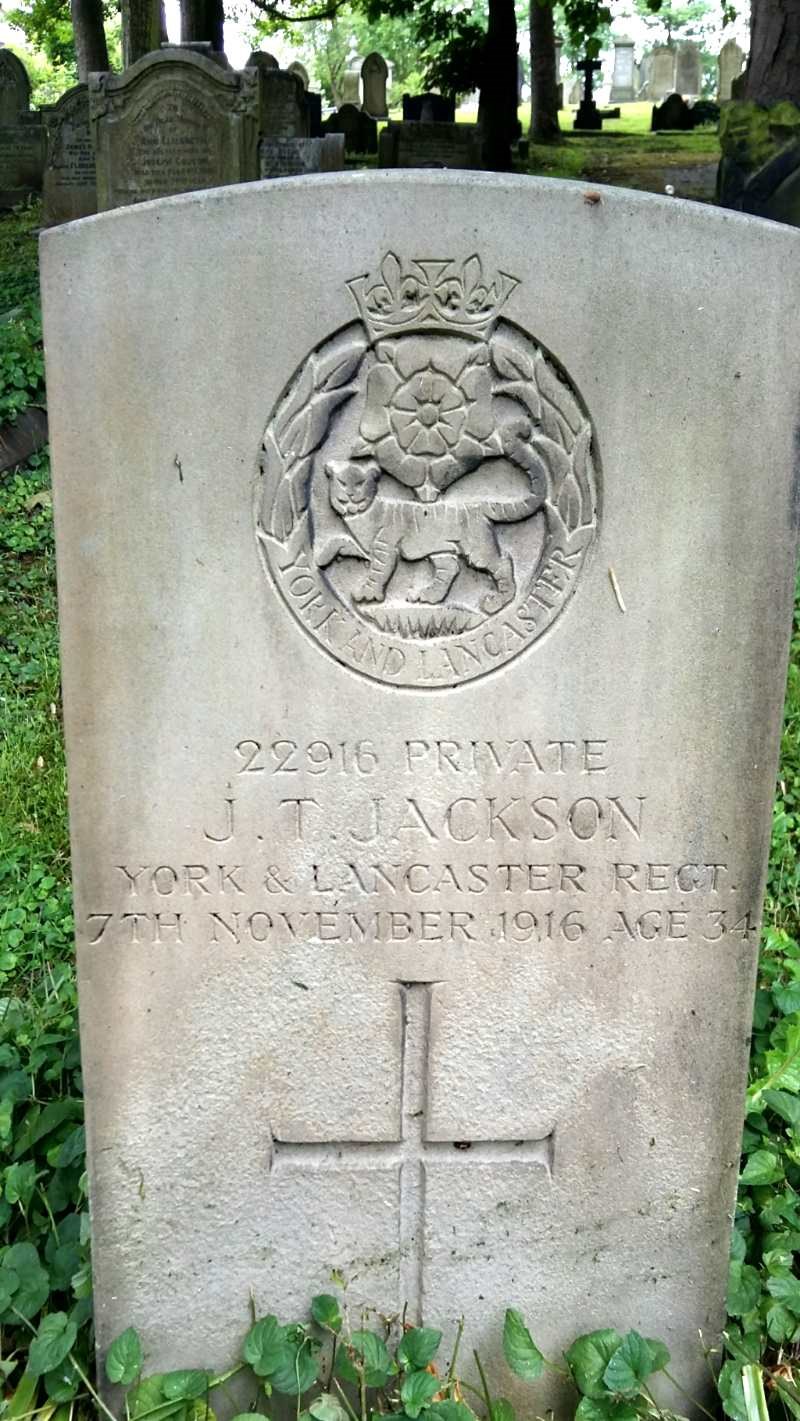 YORK AND LANCASTER
22916 PRIVATE
J. T. JACKSON
YORK & LANCASTER REGT.
7TH NOVEMBER 1916 AGE 34